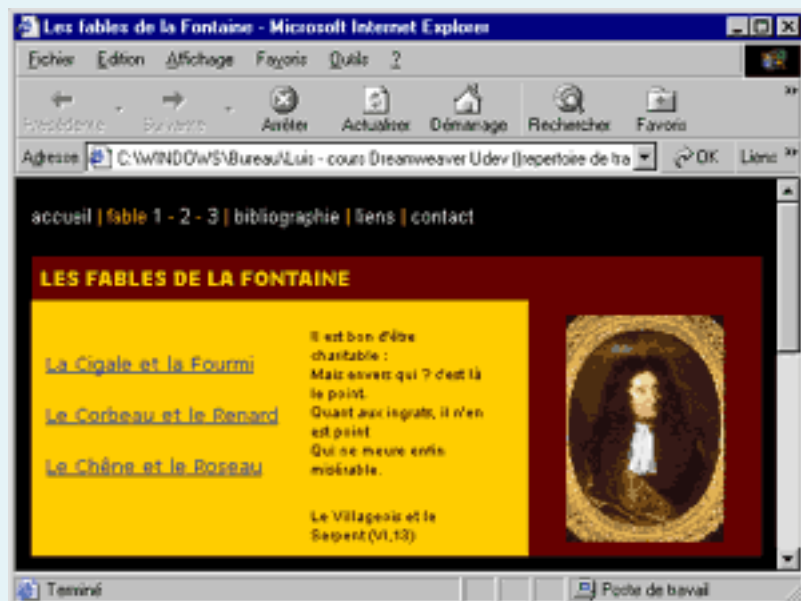 Les fables de la Fontaine - Microsoft Internet Explorer
Fichier Edition Affichage Favoris Outils ?
Précédente Suivante Arrêter Actualiser Démarrage Rechercher Favoris
Adresse C:\WINDOWS\Bureau\Luis - cours Dreamweaver Udev (}repertoire de tra OK Liens
accueil | fable 1 - 2 - 3 | bibliographie | liens | contact
LES FABLES DE LA FONTAINE
La Cigale et la Fourmi
Le Corbeau et le Renard
Le Chêne et le Roseau
Il est bon d'être
charitable :
Mais envers qui ? c'est là
le point.
Quant aux ingrats, il n'en
est point
Qui ne meure enfin
misérable.
Le Villageois et le
Serpent (VI,13)
Terminé Poste de travail